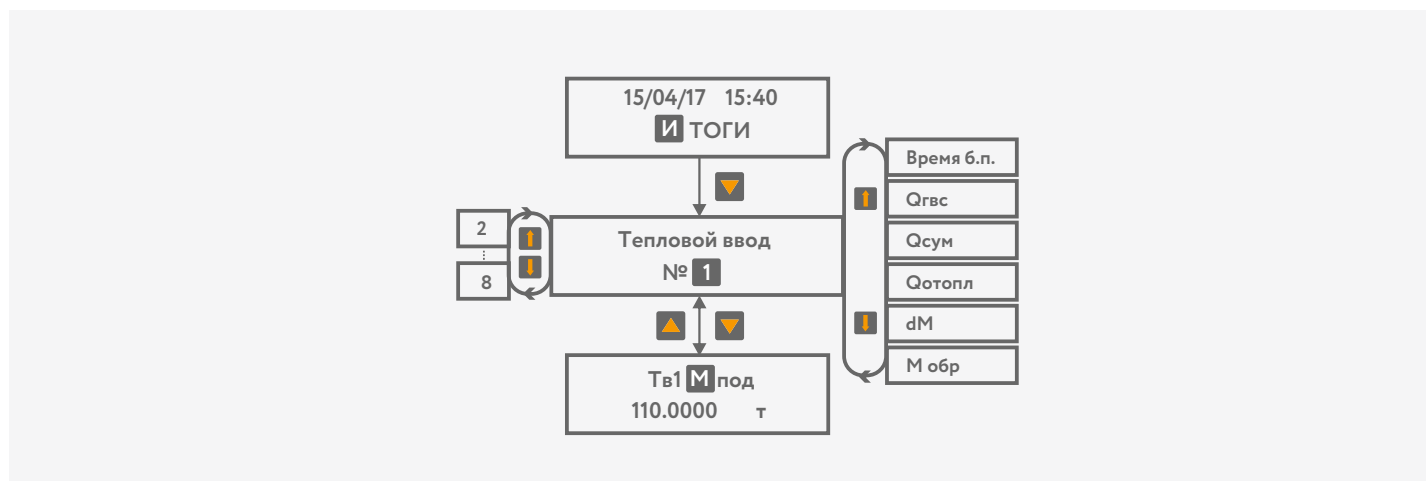 15/04/17 15:40
ИТОГИ
Время б.п.
Qгвс
Qсум
Qотопл
dM
М обр
2
8
Тепловой ввод
№ 1
Тв1 М под
110.0000 т